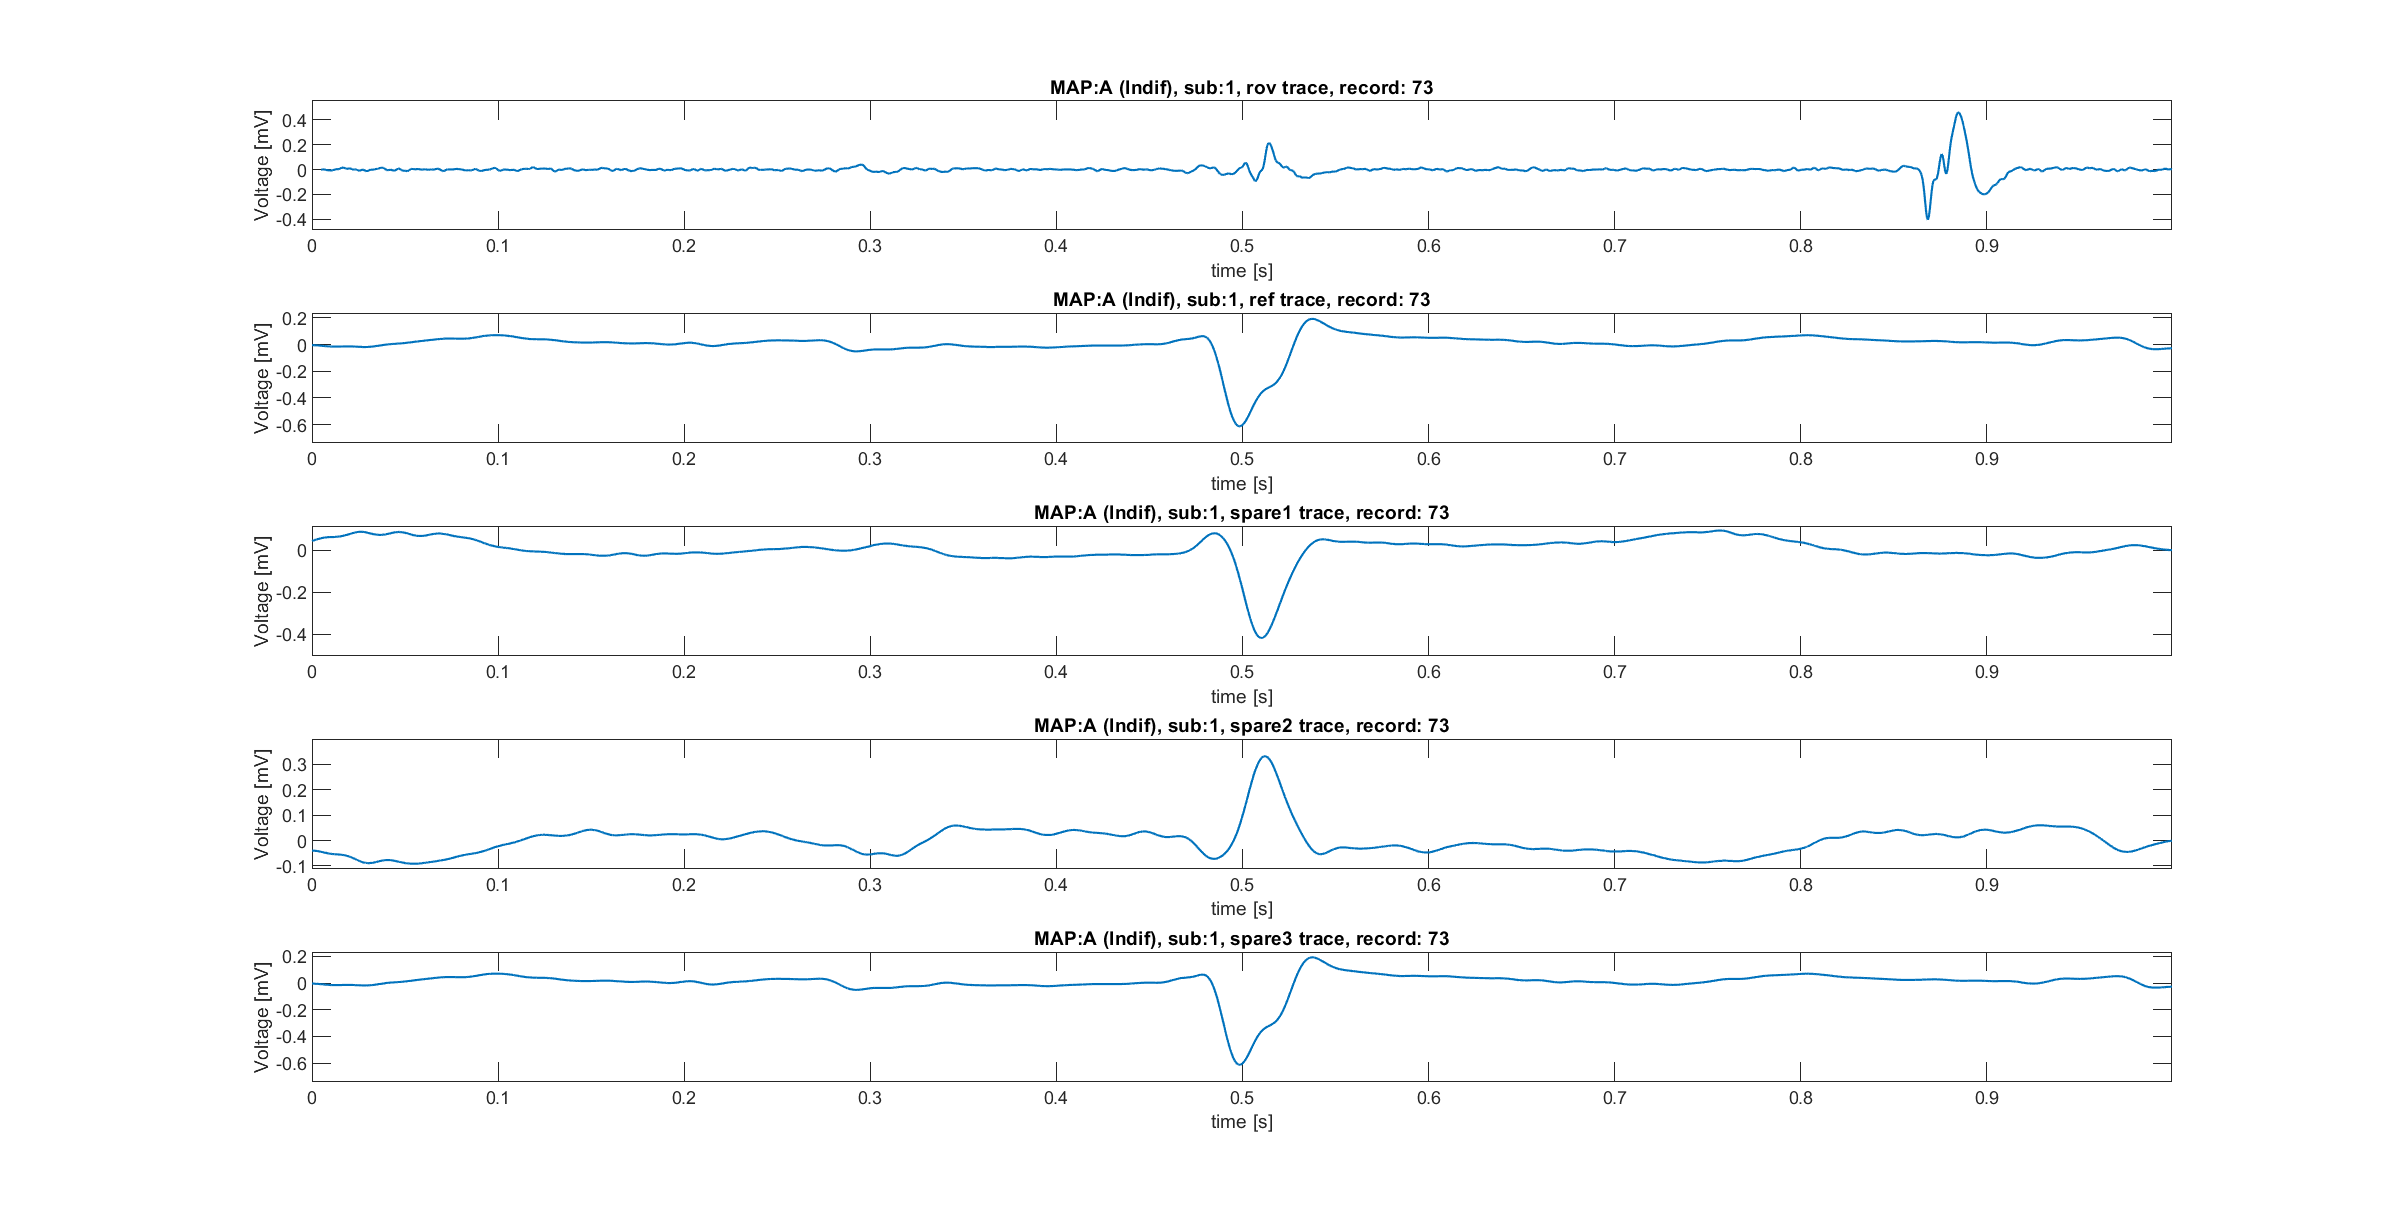 MAP:A (Indif), sub:1, rov trace, record: 73
Voltage [mV]
0.4
0.2
0
-0.2
-0.4
0 0.1 0.2 0.3 0.4 0.5 0.6 0.7 0.8 0.9
time [s]
MAP:A (Indif), sub:1, ref trace, record: 73
Voltage [mV]
0.2
0
-0.2
-0.4
-0.6
0 0.1 0.2 0.3 0.4 0.5 0.6 0.7 0.8 0.9
time [s]
MAP:A (Indif), sub:1, spare1 trace, record: 73
Voltage [mV]
0
-0.2
-0.4
0 0.1 0.2 0.3 0.4 0.5 0.6 0.7 0.8 0.9
time [s]
MAP:A (Indif), sub:1, spare2 trace, record: 73
Voltage [mV]
0.3
0.2
0.1
0
-0.1
0 0.1 0.2 0.3 0.4 0.5 0.6 0.7 0.8 0.9
time [s]
MAP:A (Indif), sub:1, spare3 trace, record: 73
Voltage [mV]
0.2
0
-0.2
-0.4
-0.6
0 0.1 0.2 0.3 0.4 0.5 0.6 0.7 0.8 0.9
time [s]